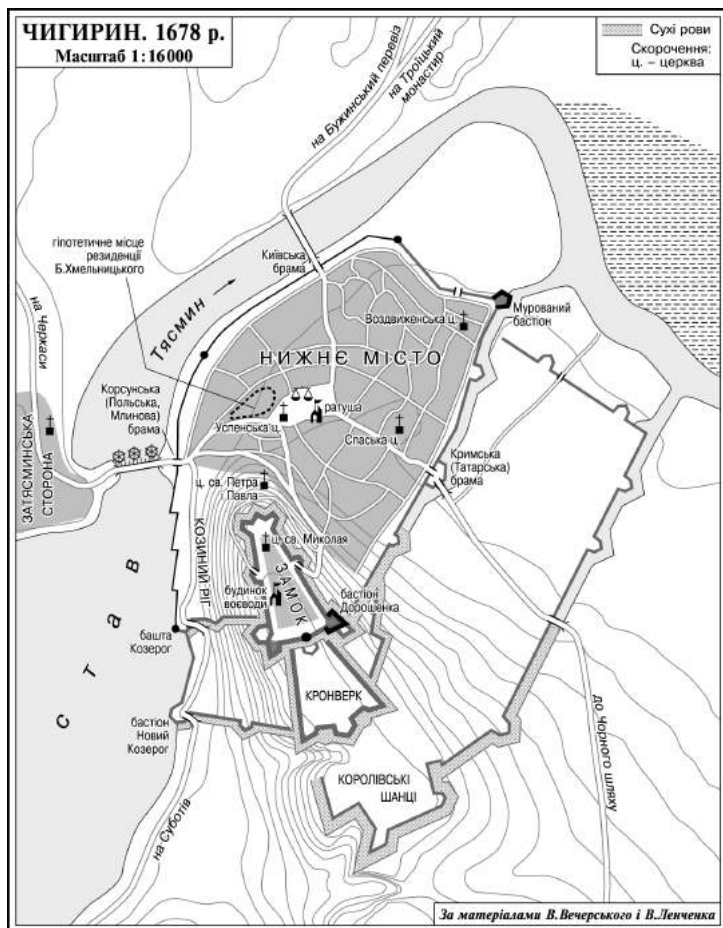 ЧИГИРИН. 1678 р.
Масштаб 1:16000
Сухі рови
Скорочення:
ц. – церква
на Бужинський перевіз
на Троїцький
монастир
гіпотетичне місце
резиденції
Б.Хмельницького
Київська
брама
на Черкаси
Тясмин
Мурований
бастіон
Воздвиженська ц.
НИЖНЄ МІСТО
Корсунська
(Польська,
Млинова)
брама
ратуша
Успенська ц.
Спаська ц.
ЗАТЯСМИНСЬКА
СТОРОНА
Кримська
(Татарська)
брама
ц. св. Петра
і Павла
КОЗИНИЙ РІГ
ц. св. Миколая
ЗАМОК
будинок
воєводи
бастіон
Дорошенка
Став
башта
Козерог
КРОНВЕРК
бастіон
Новий
Козерог
КОРОЛІВСЬКІ
ШАНЦІ
до Чорного шляху
на Суботів
За матеріалами В.Вечерського і В.Ленченка